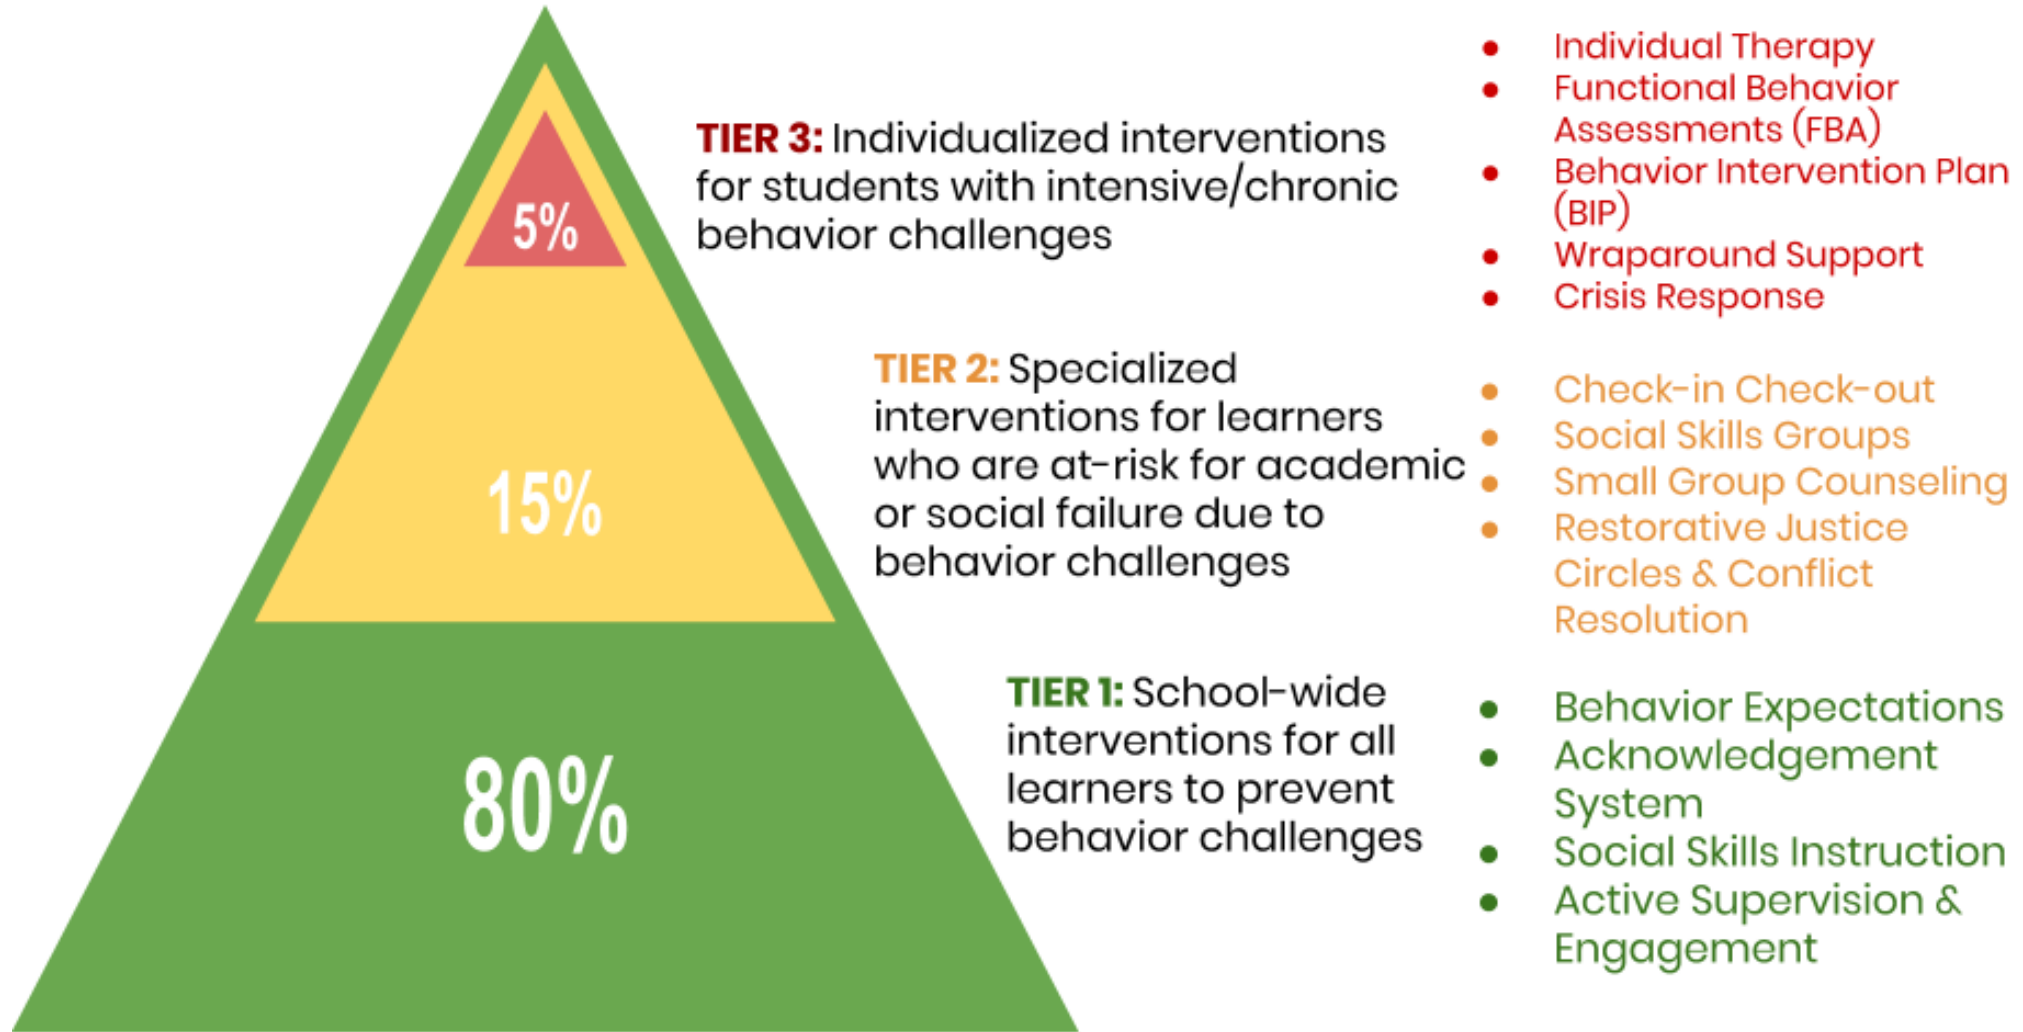 5%
15%
80%
TIER 3: Individualized interventions
for students with intensive/chronic
behavior challenges
• Individual Therapy
• Functional Behavior
Assessments (FBA)
• Behavior Intervention Plan
(BIP)
• Wraparound Support
• Crisis Response
TIER 2: Specialized
interventions for learners
who are at-risk for academic
or social failure due to
behavior challenges
• Check-in Check-out
• Social Skills Groups
• Small Group Counseling
• Restorative Justice
Circles & Conflict
Resolution
TIER 1: School-wide
interventions for all
learners to prevent
behavior challenges
• Behavior Expectations
• Acknowledgement
System
• Social Skills Instruction
• Active Supervision &
Engagement